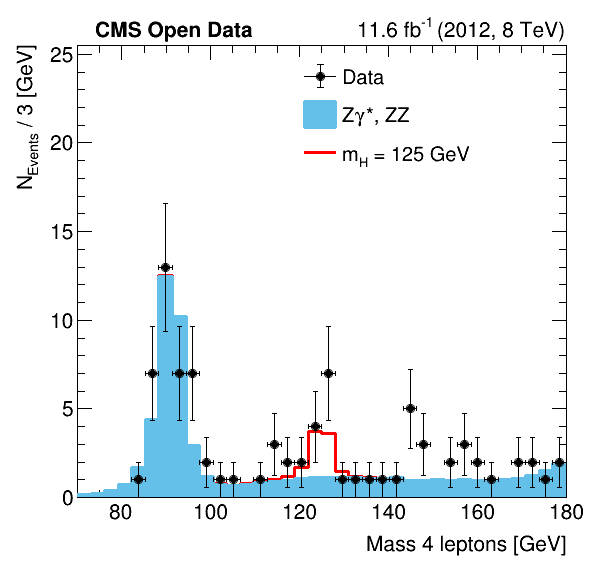 CMS Open Data
11.6 fb⁻¹ (2012, 8 TeV)
N_Events / 3 [GeV]
25
20
15
10
5
0
Data
Zγ*, ZZ
m_H = 125 GeV
80 100 120 140 160 180
Mass 4 leptons [GeV]